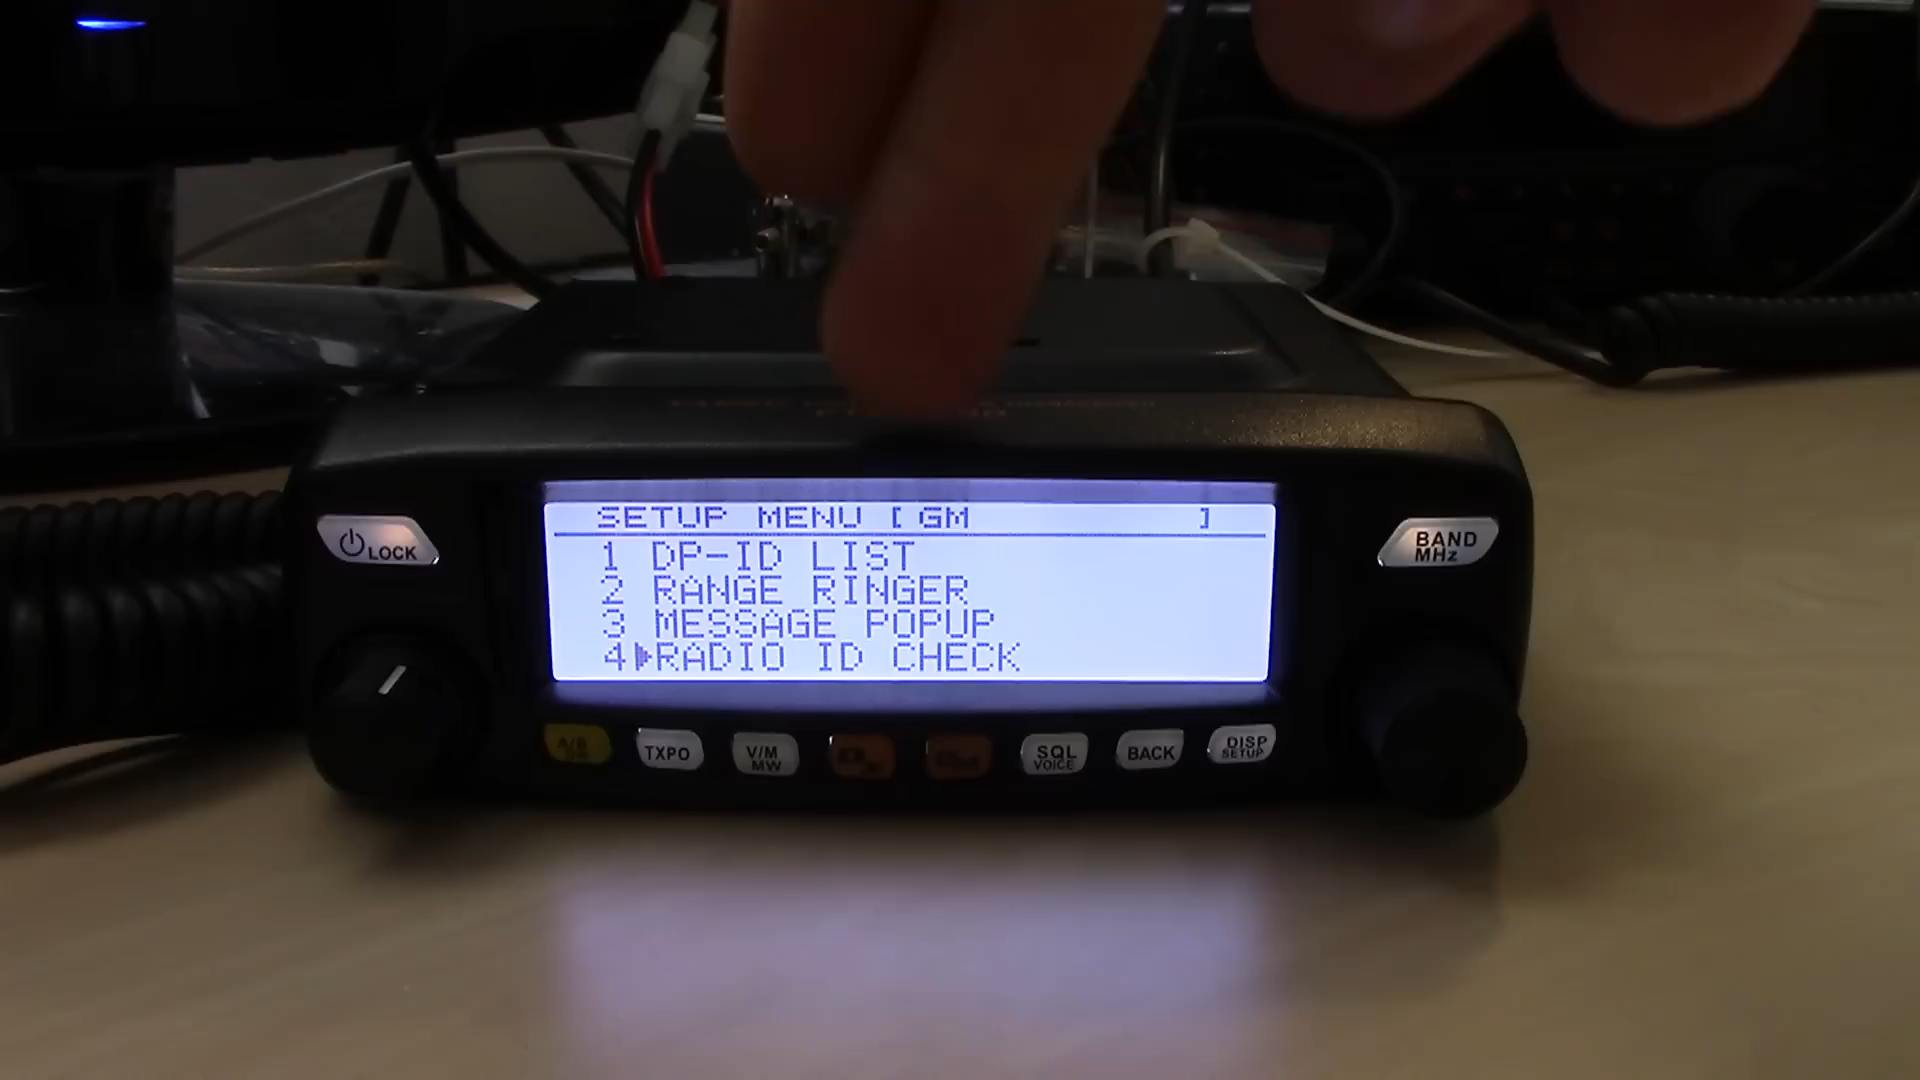 SETUP MENU [GM ]
1 DP-ID LIST
2 RANGE RINGER
3 MESSAGE POPUP
4 RADIO ID CHECK
LOCK
BAND
MHz
A/B
TXPO
V/M
MW
SQL
VOICE
BACK
DISP
SETUP